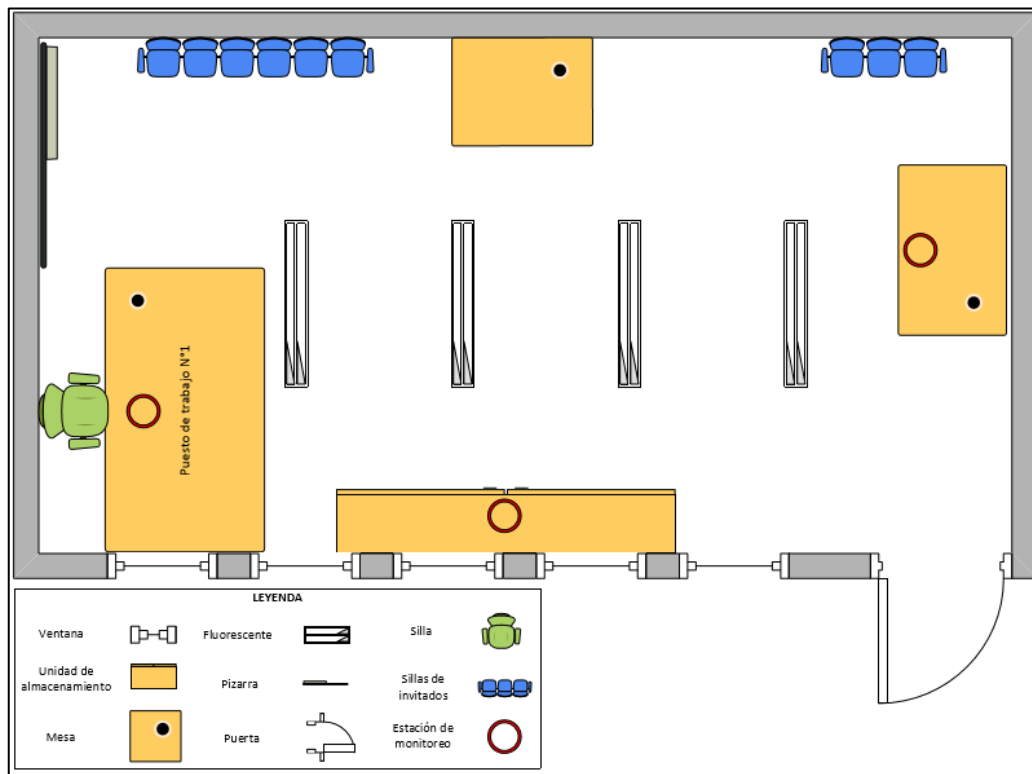 Puesto de trabajo N°1
LEYENDA
Ventana
Fluorescente
Silla
Unidad de
almacenamiento
Pizarra
Sillas de
invitados
Mesa
Puerta
Estación de
monitoreo